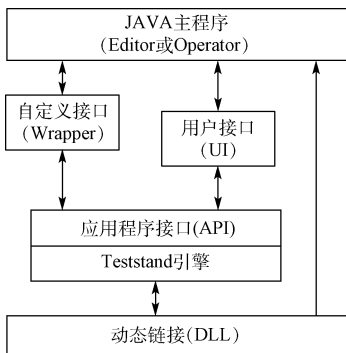 JAVA主程序
(Editor或Operator)
自定义接口
(Wrapper)
用户接口
(UI)
应用程序接口(API)
Teststand引擎
动态链接(DLL)